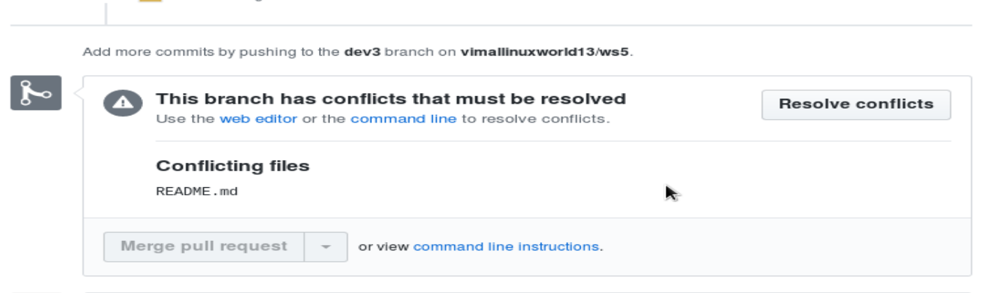 Add more commits by pushing to the dev3 branch on vimallinuxworld13/ws5.
This branch has conflicts that must be resolved
Resolve conflicts
Use the web editor or the command line to resolve conflicts.
Conflicting files
README.md
Merge pull request
or view command line instructions.